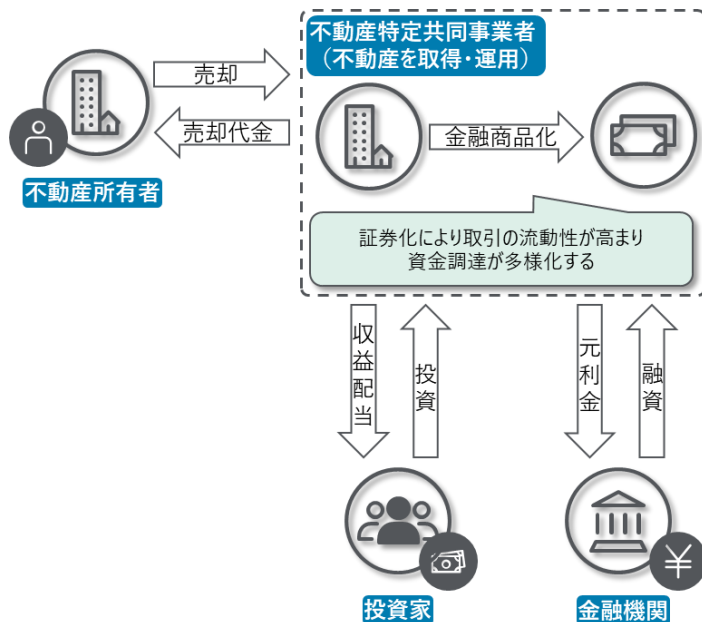 不動産特定共同事業者
（不動産を取得・運用）
売却
売却代金
金融商品化
不動産所有者
証券化により取引の流動性が高まり
資金調達が多様化する
収益配当
投資
元利金
融資
¥
投資家
金融機関